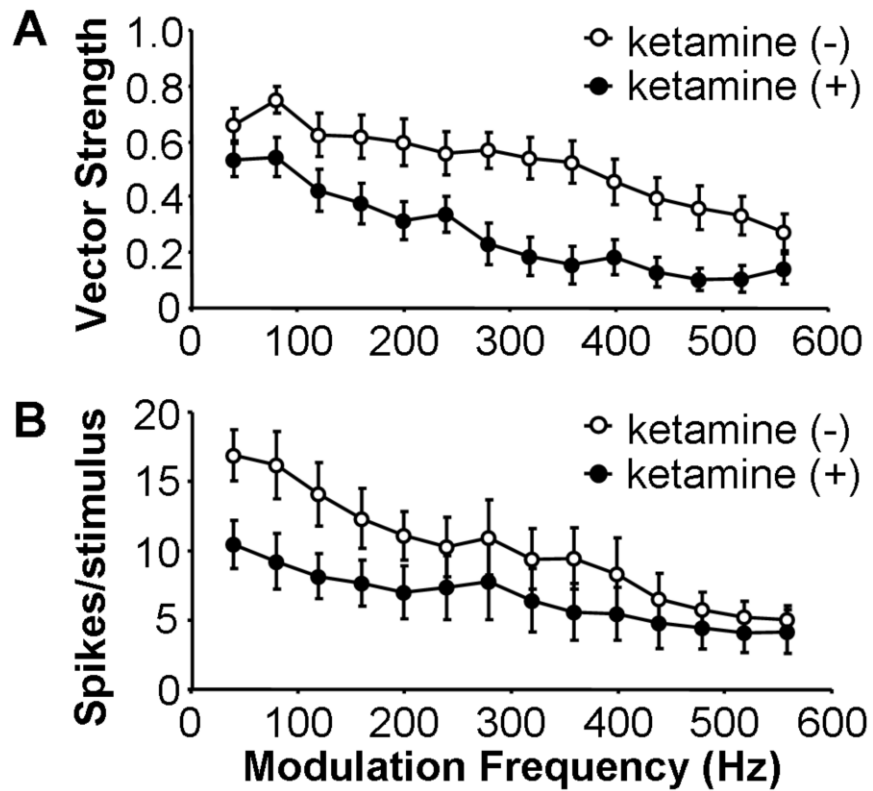 A
Vector Strength
1.0
0.8
0.6
0.4
0.2
0
ketamine (-)
ketamine (+)
0 100 200 300 400 500 600
B
Spikes/stimulus
20
15
10
5
0
ketamine (-)
ketamine (+)
0 100 200 300 400 500 600
Modulation Frequency (Hz)